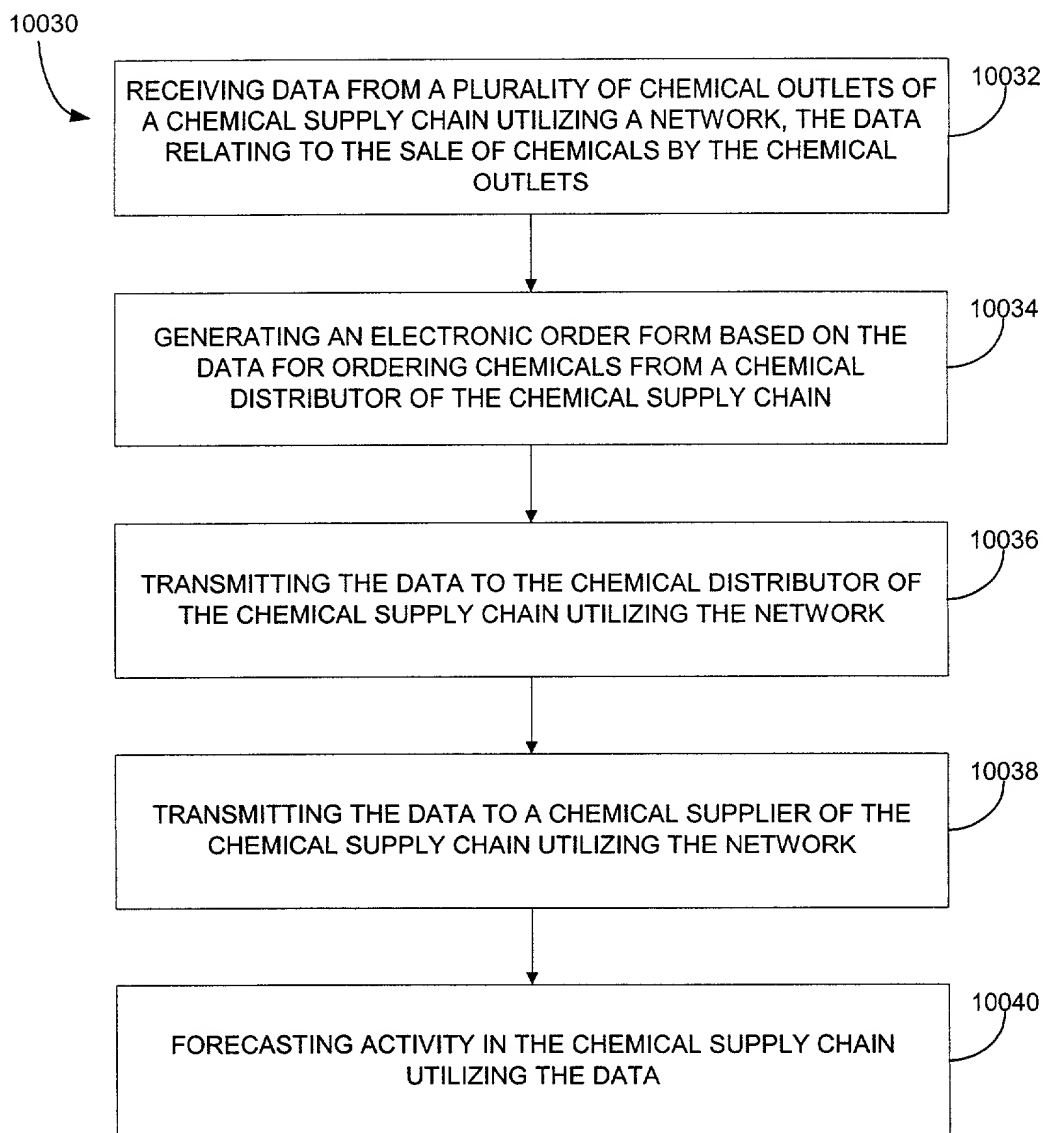 10030
10032
RECEIVING DATA FROM A PLURALITY OF CHEMICAL OUTLETS OF
A CHEMICAL SUPPLY CHAIN UTILIZING A NETWORK, THE DATA
RELATING TO THE SALE OF CHEMICALS BY THE CHEMICAL
OUTLETS
10034
GENERATING AN ELECTRONIC ORDER FORM BASED ON THE
DATA FOR ORDERING CHEMICALS FROM A CHEMICAL
DISTRIBUTOR OF THE CHEMICAL SUPPLY CHAIN
10036
TRANSMITTING THE DATA TO THE CHEMICAL DISTRIBUTOR OF
THE CHEMICAL SUPPLY CHAIN UTILIZING THE NETWORK
10038
TRANSMITTING THE DATA TO A CHEMICAL SUPPLIER OF THE
CHEMICAL SUPPLY CHAIN UTILIZING THE NETWORK
10040
FORECASTING ACTIVITY IN THE CHEMICAL SUPPLY CHAIN
UTILIZING THE DATA